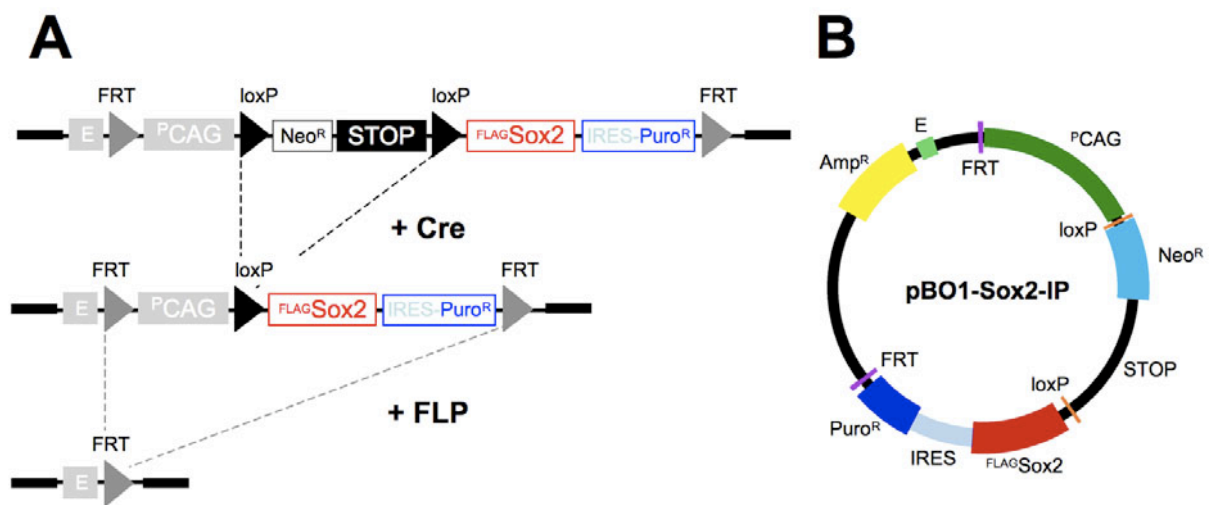 A
FRT loxP loxP FRT
E PCAG NeoR STOP FLAGSox2 IRES-PuroR
+ Cre
FRT loxP FRT
E PCAG FLAGSox2 IRES-PuroR
+ FLP
FRT
E
B
E
PCAG
AmpR
FRT
loxP
NeoR
pBO1-Sox2-IP
FRT
STOP
loxP
PuroR
IRES
FLAGSox2